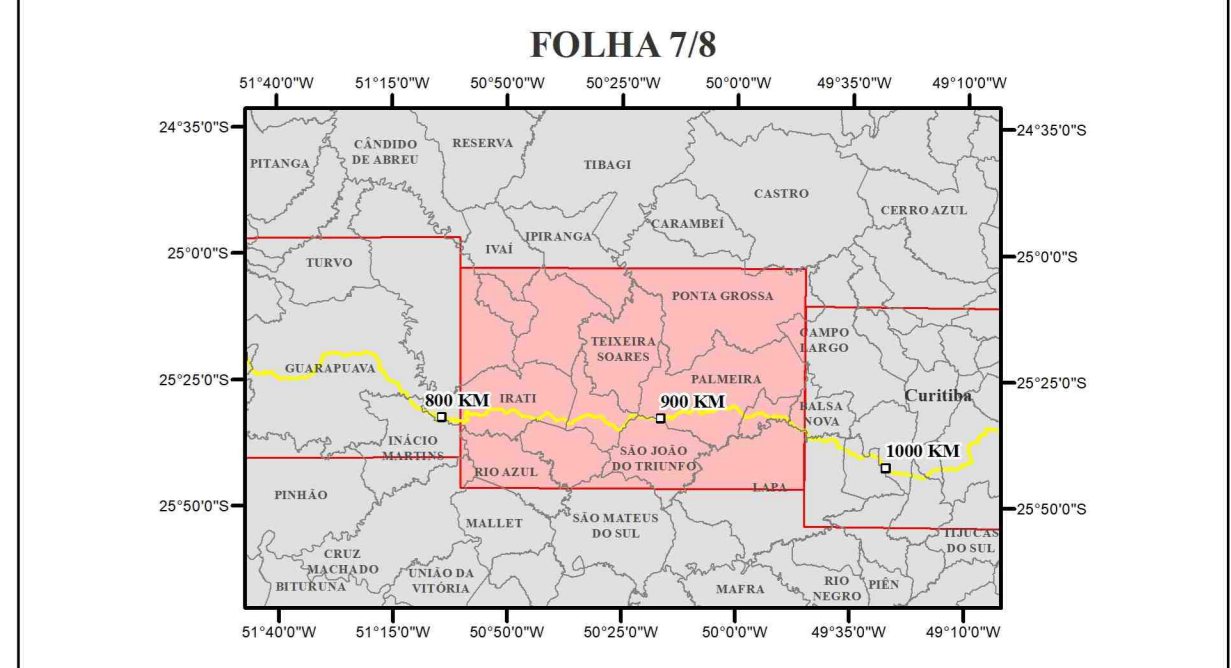 FOLHA 7/8
51°40'0"W 51°15'0"W 50°50'0"W 50°25'0"W 50°0'0"W 49°35'0"W 49°10'0"W
24°35'0"S 24°35'0"S
CÂNDIDO
DE ABREU
RESERVA
PITANGA
TIBAGI
CASTRO
CERRO AZUL
CARAMBEÍ
IPIRANGA
IVAÍ
25°0'0"S 25°0'0"S
TURVO
PONTA GROSSA
CAMPO
LARGO
TEIXEIRA
SOARES
GUARAPUAVA
25°25'0"S 25°25'0"S
PALMEIRA
Curitiba
800 KM
IRATI
900 KM
BALSA
NOVA
INÁCIO
MARTINS
SÃO JOÃO
DO TRIUNFO
1000 KM
RIO AZUL
LAPA
PINHÃO
25°50'0"S 25°50'0"S
MALLET
SÃO MATEUS
DO SUL
TIJUCAS
DO SUL
CRUZ
MACHADO
BITURUNA
UNIÃO DA
VITÓRIA
MAFRA
RIO
NEGRO
PIÊN
51°40'0"W 51°15'0"W 50°50'0"W 50°25'0"W 50°0'0"W 49°35'0"W 49°10'0"W